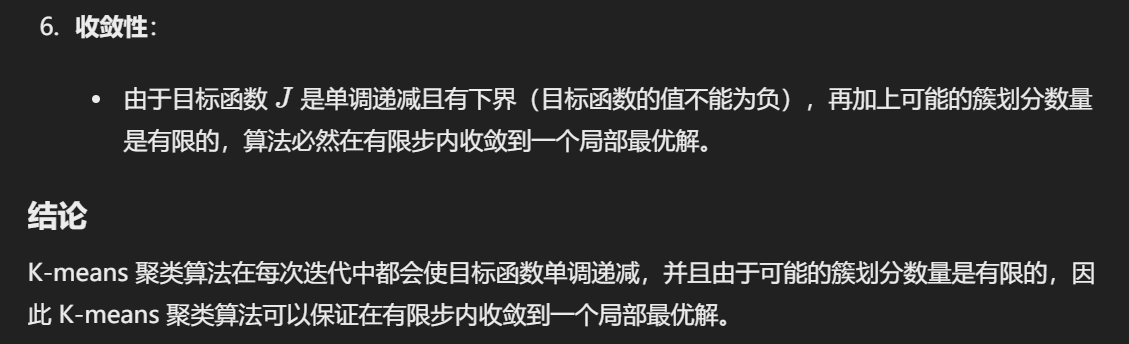 6. 收敛性：
• 由于目标函数 J 是单调递减且有下界（目标函数的值不能为负），再加上可能的簇划分数量
是有限的，算法必然在有限步内收敛到一个局部最优解。
结论
K-means 聚类算法在每次迭代中都会使目标函数单调递减，并且由于可能的簇划分数量是有限的，因
此 K-means 聚类算法可以保证在有限步内收敛到一个局部最优解。